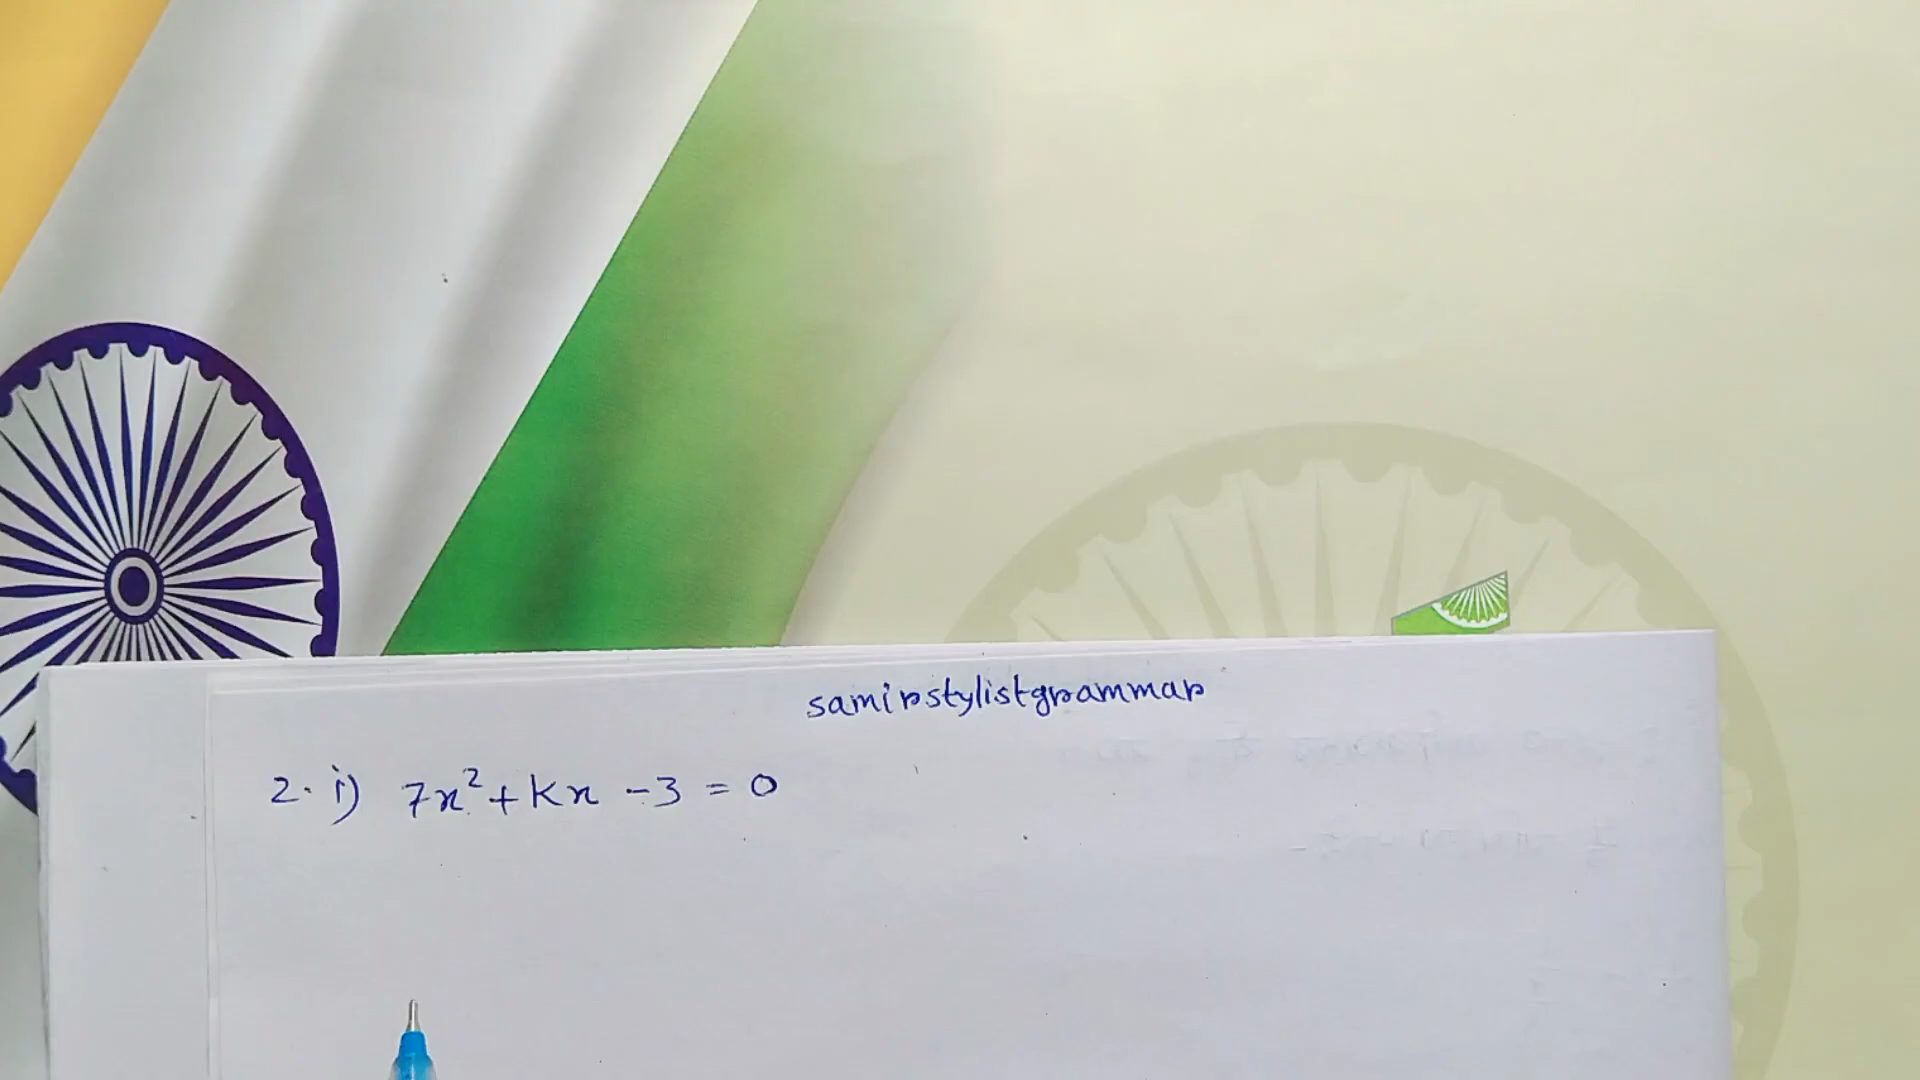 samirstylistgrammar
2. i) 7x² + kx - 3 = 0